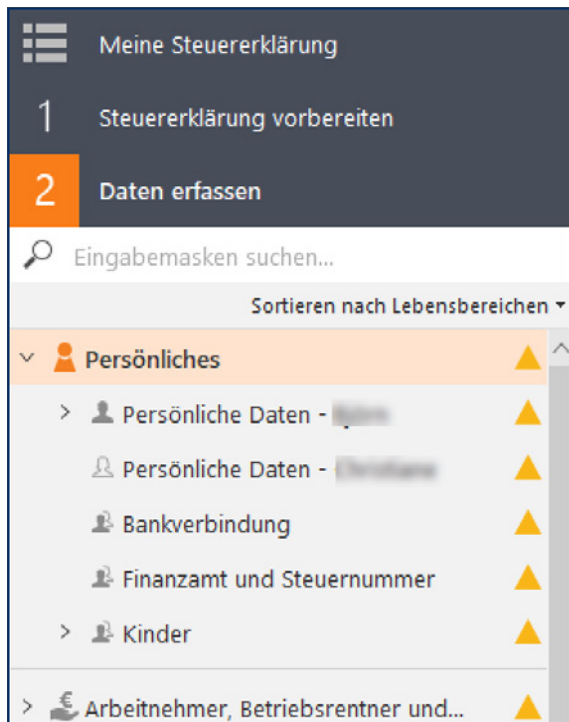 Meine Steuererklärung
1 Steuererklärung vorbereiten
2 Daten erfassen
Eingabemasken suchen...
Sortieren nach Lebensbereichen
Persönliches
Persönliche Daten -
Persönliche Daten -
Bankverbindung
Finanzamt und Steuernummer
Kinder
Arbeitnehmer, Betriebsrentner und...